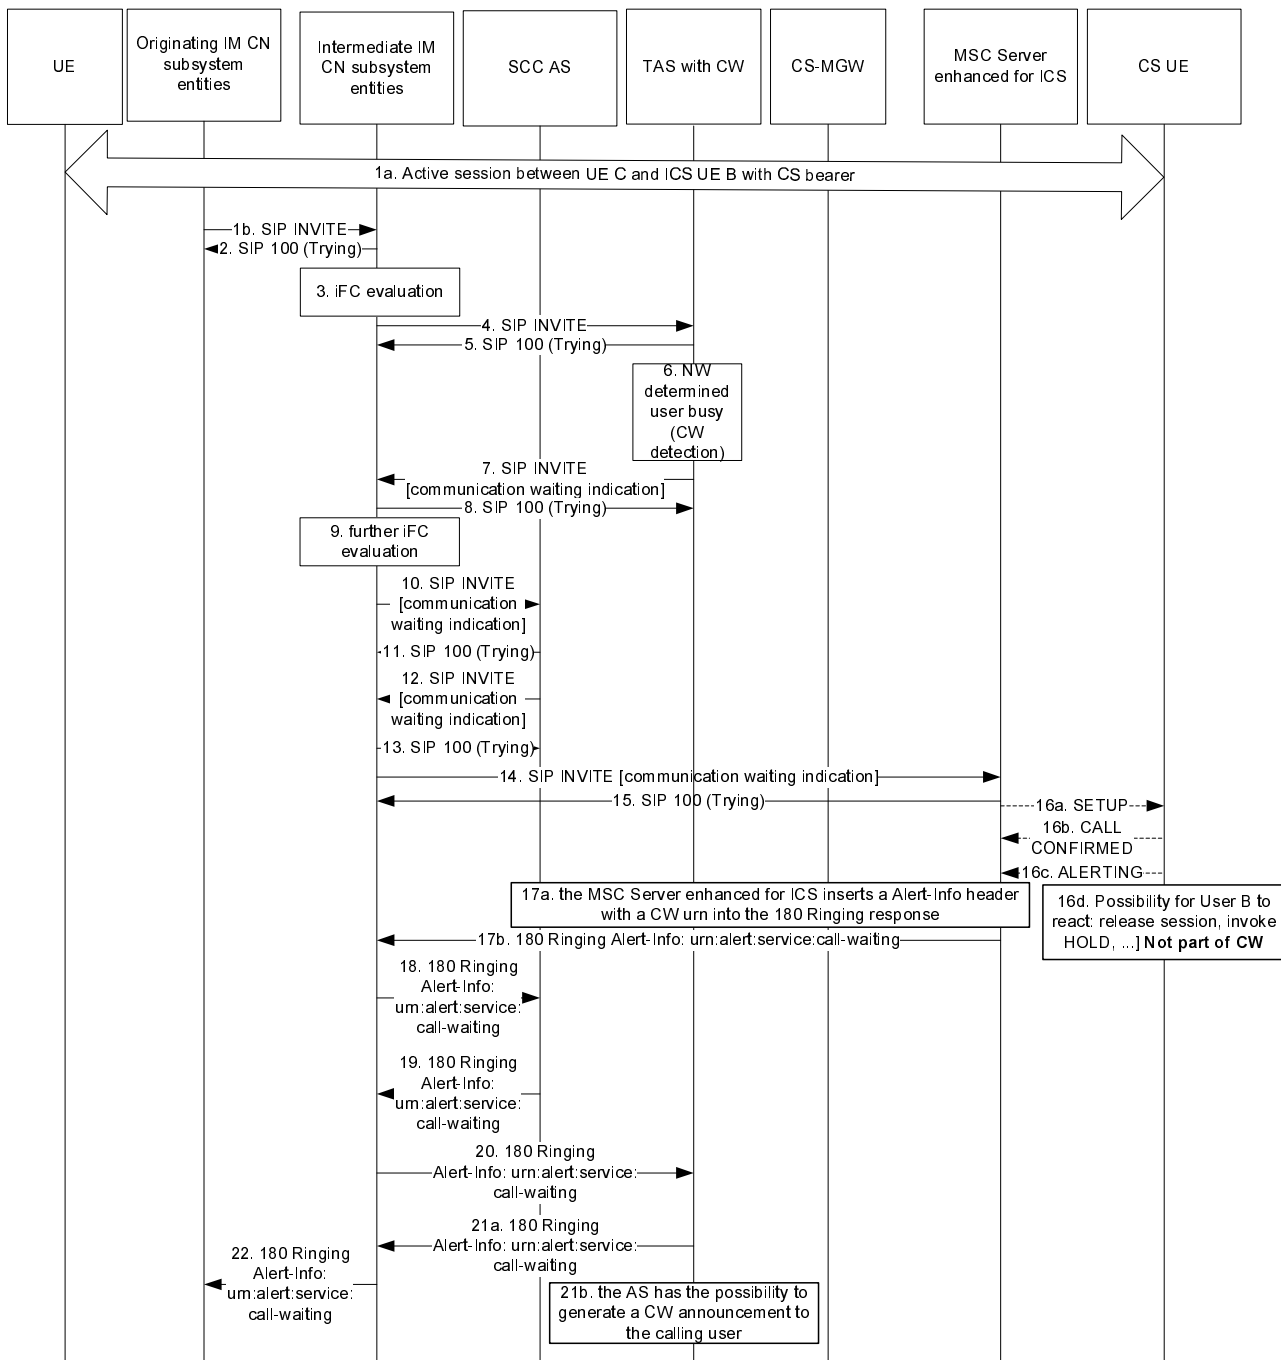 UE
Originating IM CN
subsystem
entities
Intermediate IM
CN subsystem
entities
SCC AS
TAS with CW
CS-MGW
MSC Server
enhanced for ICS
CS UE
1a. Active session between UE C and ICS UE B with CS bearer
1b. SIP INVITE
2. SIP 100 (Trying)
3. iFC evaluation
4. SIP INVITE
5. SIP 100 (Trying)
6. NW
determined
user busy
(CW
detection)
7. SIP INVITE
[communication waiting indication]
8. SIP 100 (Trying)
9. further iFC
evaluation
10. SIP INVITE
[communication
waiting indication]
11. SIP 100 (Trying)
12. SIP INVITE
[communication
waiting indication]
13. SIP 100 (Trying)
14. SIP INVITE [communication waiting indication]
15. SIP 100 (Trying)
16a. SETUP
16b. CALL
CONFIRMED
16c. ALERTING
17a. the MSC Server enhanced for ICS inserts a Alert-Info header
with a CW urn into the 180 Ringing response
16d. Possibility for User B to
react: release session, invoke
HOLD, ...] Not part of CW
17b. 180 Ringing Alert-Info: urn:alert:service:call-waiting
18. 180 Ringing
Alert-Info:
urn:alert:service:
call-waiting
19. 180 Ringing
Alert-Info:
urn:alert:service:
call-waiting
20. 180 Ringing
Alert-Info: urn:alert:service:
call-waiting
21a. 180 Ringing
Alert-Info: urn:alert:service:
call-waiting
22. 180 Ringing
Alert-Info:
urn:alert:service:
call-waiting
21b. the AS has the possibility to
generate a CW announcement to
the calling user